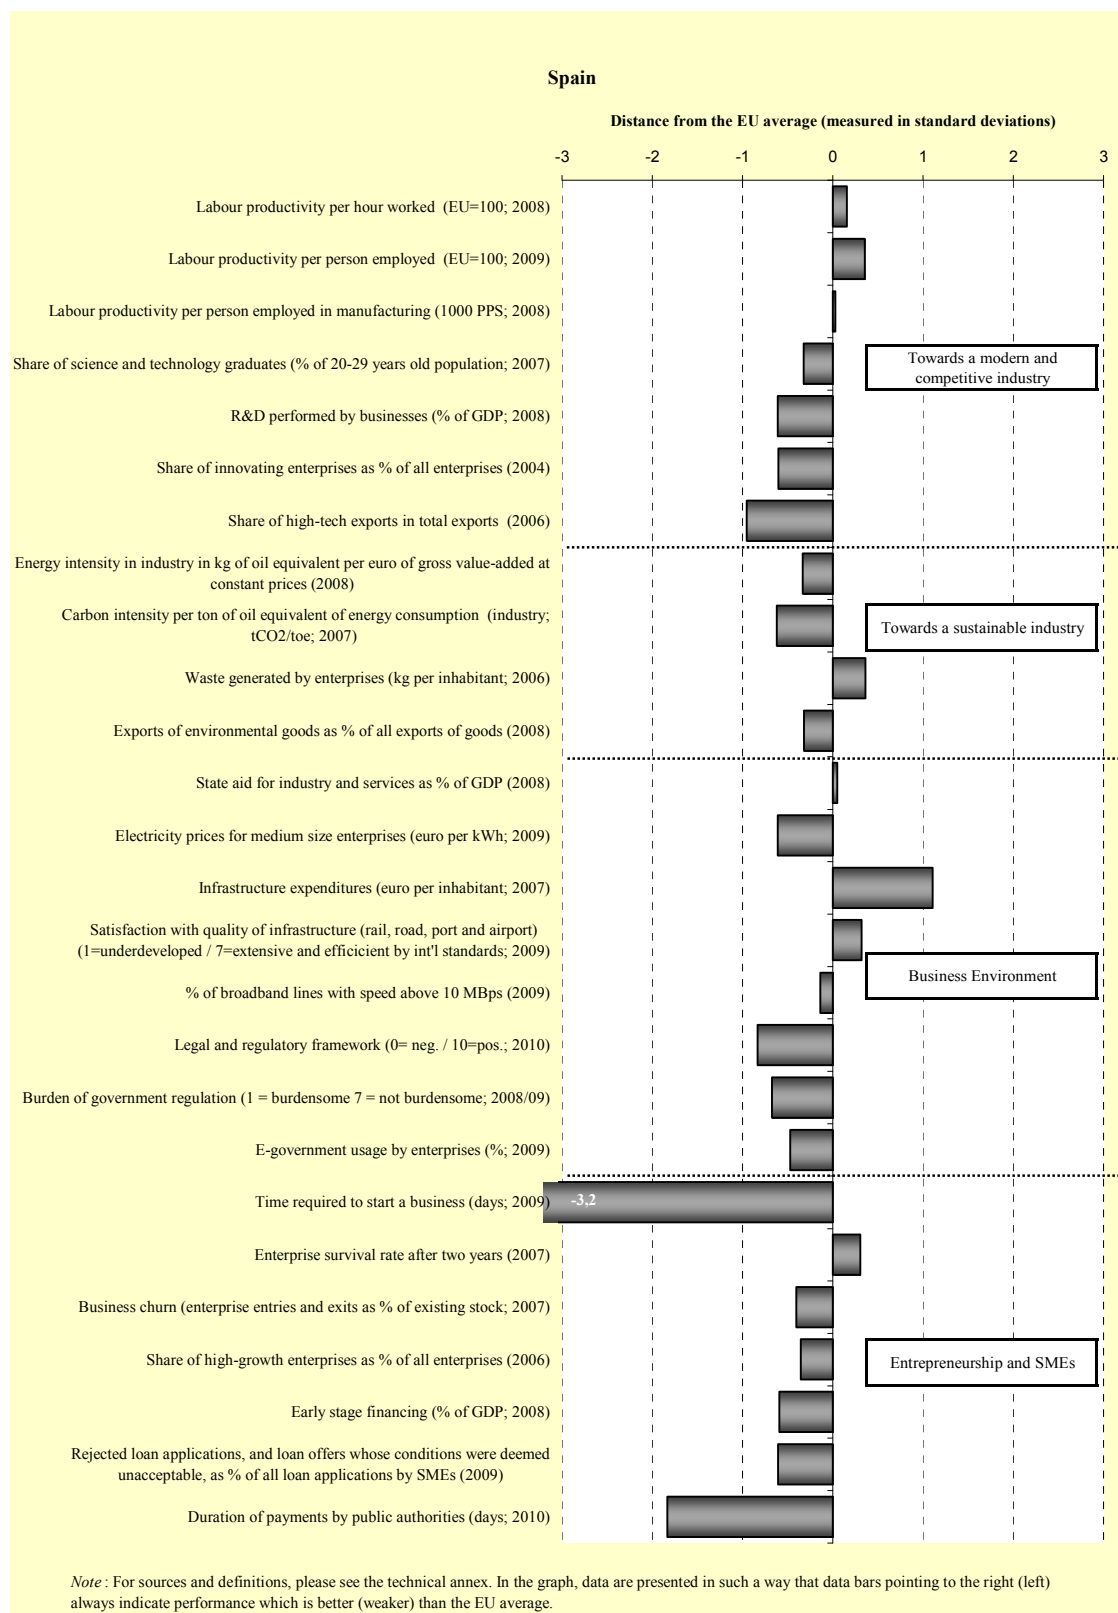 Spain
Distance from the EU average (measured in standard deviations)
-3 -2 -1 0 1 2 3
Labour productivity per hour worked (EU=100; 2008)
Labour productivity per person employed (EU=100; 2009)
Labour productivity per person employed in manufacturing (1000 PPS; 2008)
Share of science and technology graduates (% of 20-29 years old population; 2007)
Towards a modern and
competitive industry
R&D performed by businesses (% of GDP; 2008)
Share of innovating enterprises as % of all enterprises (2004)
Share of high-tech exports in total exports (2006)
Energy intensity in industry in kg of oil equivalent per euro of gross value-added at
constant prices (2008)
Carbon intensity per ton of oil equivalent of energy consumption (industry;
tCO2/toe; 2007)
Towards a sustainable industry
Waste generated by enterprises (kg per inhabitant; 2006)
Exports of environmental goods as % of all exports of goods (2008)
State aid for industry and services as % of GDP (2008)
Electricity prices for medium size enterprises (euro per kWh; 2009)
Infrastructure expenditures (euro per inhabitant; 2007)
Satisfaction with quality of infrastructure (rail, road, port and airport)
(1=underdeveloped / 7=extensive and efficicient by int'l standards; 2009)
Business Environment
% of broadband lines with speed above 10 MBps (2009)
Legal and regulatory framework (0= neg. / 10=pos.; 2010)
Burden of government regulation (1 = burdensome 7 = not burdensome; 2008/09)
E-government usage by enterprises (%; 2009)
Time required to start a business (days; 2009)
-3,2
Enterprise survival rate after two years (2007)
Business churn (enterprise entries and exits as % of existing stock; 2007)
Share of high-growth enterprises as % of all enterprises (2006)
Entrepreneurship and SMEs
Early stage financing (% of GDP; 2008)
Rejected loan applications, and loan offers whose conditions were deemed
unacceptable, as % of all loan applications by SMEs (2009)
Duration of payments by public authorities (days; 2010)
Note : For sources and definitions, please see the technical annex. In the graph, data are presented in such a way that data bars pointing to the right (left)
always indicate performance which is better (weaker) than the EU average.